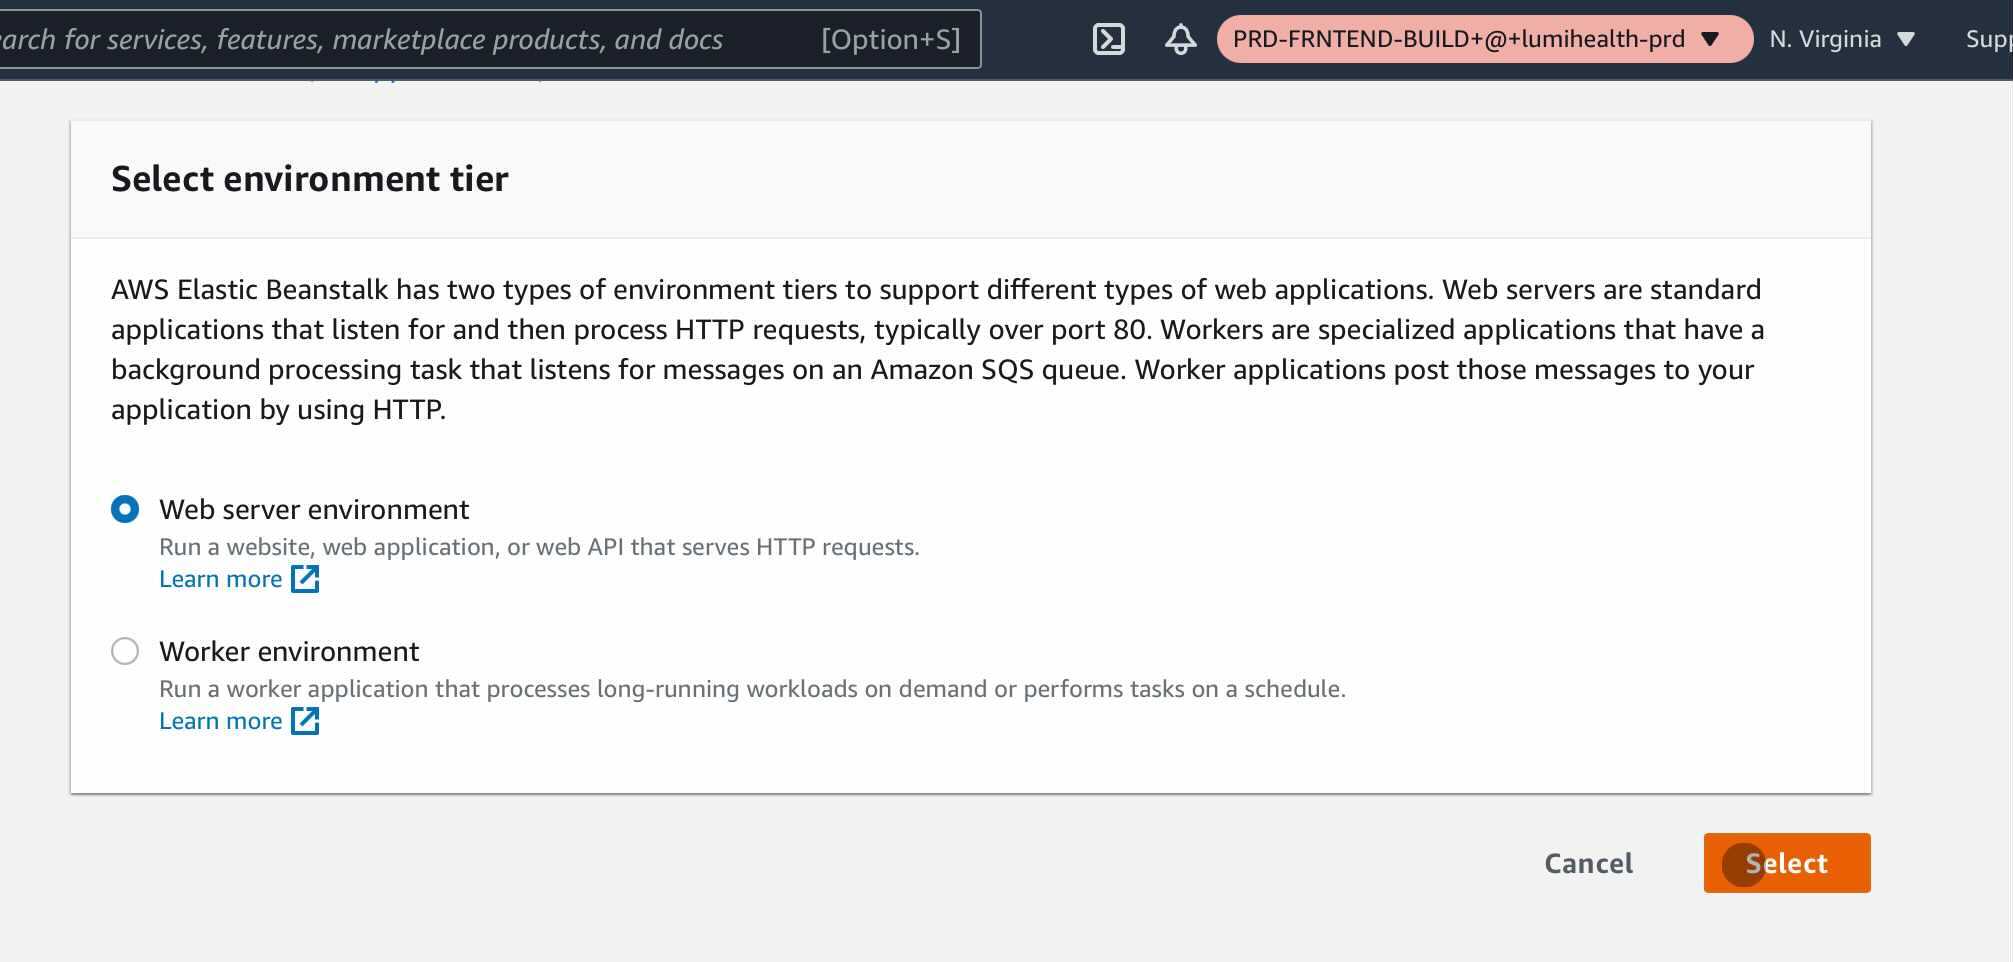 for services, features, marketplace products, and docs [Option+S] PRD-FRNTEND-BUILD+@+lumihealth-prd N. Virginia
Select environment tier
AWS Elastic Beanstalk has two types of environment tiers to support different types of web applications. Web servers are standard
applications that listen for and then process HTTP requests, typically over port 80. Workers are specialized applications that have a
background processing task that listens for messages on an Amazon SQS queue. Worker applications post those messages to your
application by using HTTP.
Web server environment
Run a website, web application, or web API that serves HTTP requests.
Learn more
Worker environment
Run a worker application that processes long-running workloads on demand or performs tasks on a schedule.
Learn more
Cancel Select